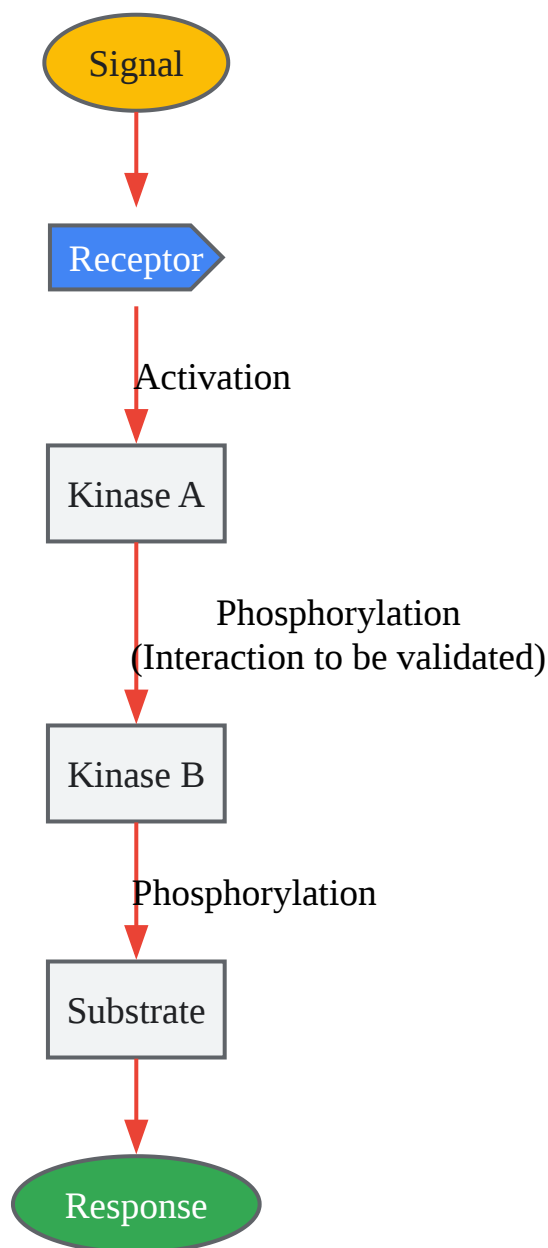 Signal
Receptor
Activation
Kinase A
Phosphorylation
(Interaction to be validated)
Kinase B
Phosphorylation
Substrate
Response